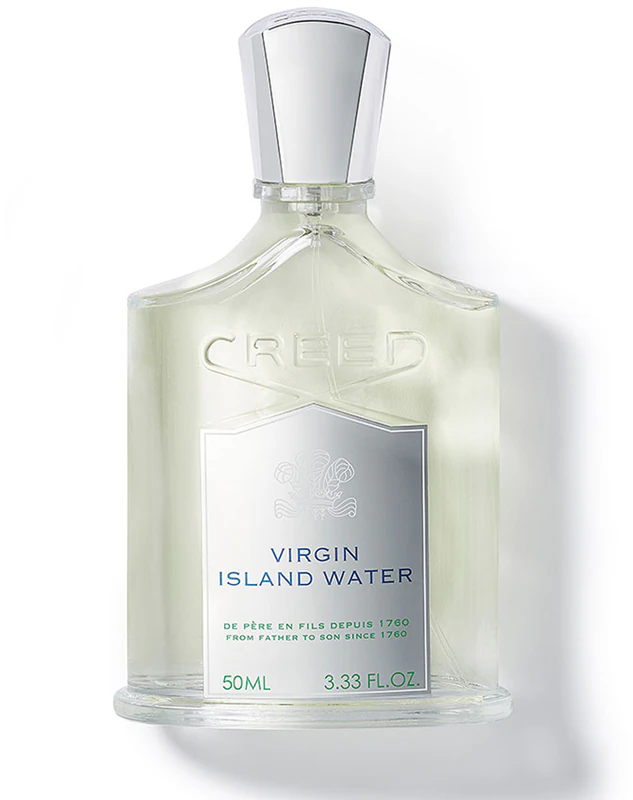 CREED
VIRGIN
ISLAND WATER
DE PÈRE EN FILS DEPUIS 1760
FROM FATHER TO SON SINCE 1760
50ML 3.33 FL.OZ.